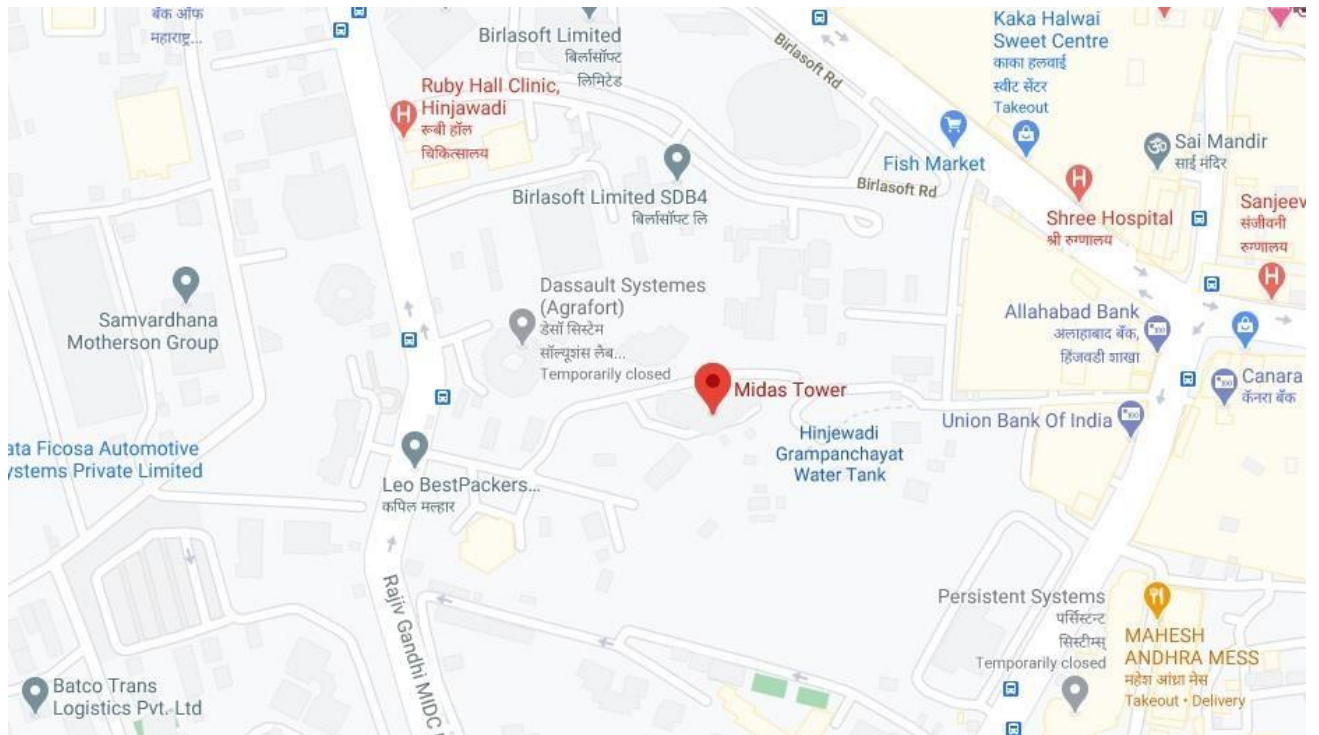 बँक ऑफ
महाराष्ट्र...
Birlasoft Limited
बिर्लासॉफ्ट
लिमिटेड
Birlasoft Rd
Kaka Halwai
Sweet Centre
काका हलवाई
स्वीट सेंटर
Takeout
Ruby Hall Clinic,
Hinjawadi
रूबी हॉल
चिकित्सालय
Fish Market
Sai Mandir
साई मंदिर
Birlasoft Limited SDB4
बिर्लासॉफ्ट लि
Birlasoft Rd
Shree Hospital
श्री रुग्णालय
Sanjeev
संजीवनी
रुग्णालय
Samvardhana
Motherson Group
Dassault Systemes
(Agrafort)
डेसॉ सिस्टेम
सॉल्यूशंस लॅब...
Temporarily closed
Allahabad Bank
अलाहाबाद बँक,
हिंजवडी शाखा
Midas Tower
Canara
कॅनरा बँक
Union Bank Of India
Hinjewadi
Grampanchayat
Water Tank
ata Ficosa Automotive
ystems Private Limited
Leo BestPackers...
कपिल मल्हार
Rajiv Gandhi MIDC
Persistent Systems
पर्सिस्टन्ट
सिस्टीम्स्
Temporarily closed
MAHESH
ANDHRA MESS
महेश आंध्रा मेस
Takeout • Delivery
Batco Trans
Logistics Pvt. Ltd